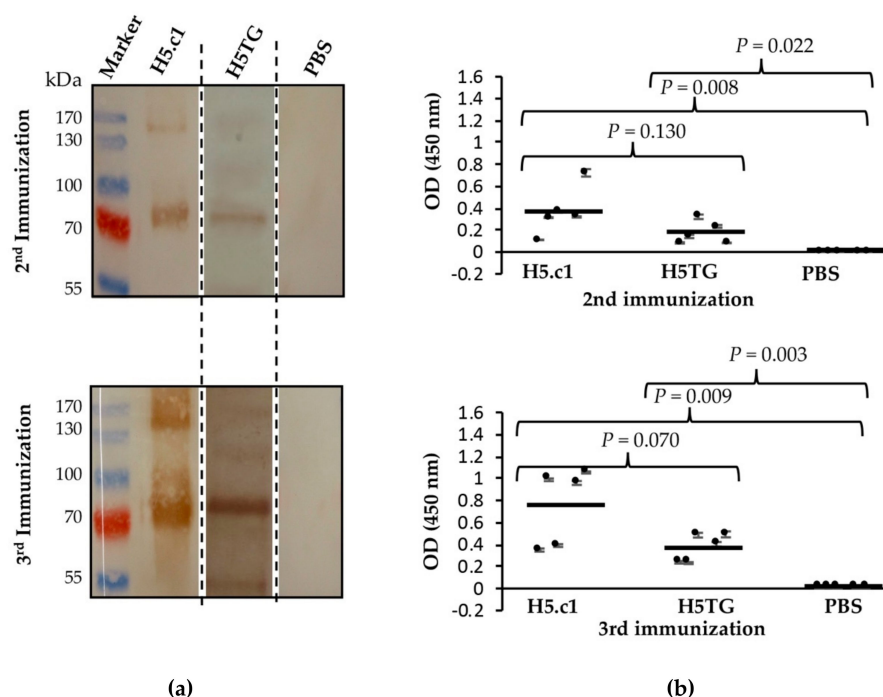 Marker
H5.c1
H5TG
PBS
kDa
170
130
100
70
55
2nd Immunization
170
130
100
70
55
3rd Immunization
(a)
P = 0.022
P = 0.008
P = 0.130
1.6
1.4
1.2
1
0.8
0.6
0.4
0.2
0
-0.2
OD (450 nm)
H5.c1 H5TG PBS
2nd immunization
P = 0.003
P = 0.009
P = 0.070
1.6
1.4
1.2
1
0.8
0.6
0.4
0.2
0
-0.2
OD (450 nm)
H5.c1 H5TG PBS
3rd immunization
(b)